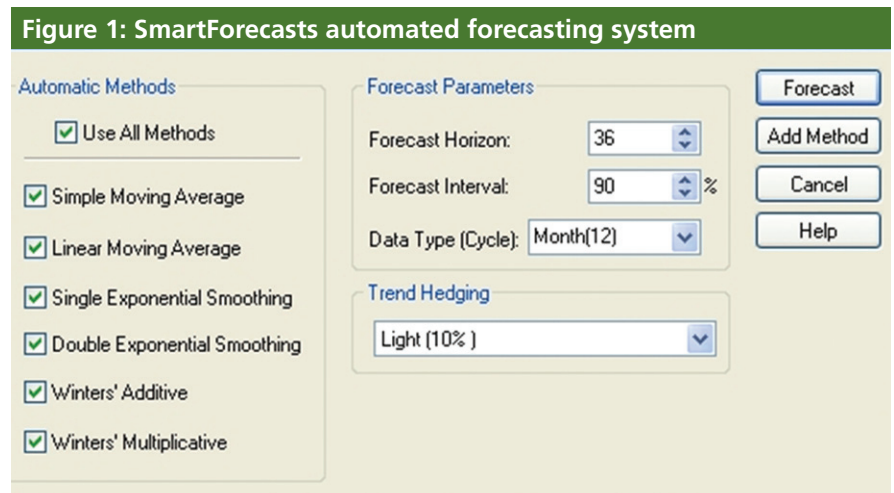 Figure 1: SmartForecasts automated forecasting system
Automatic Methods
Use All Methods
Simple Moving Average
Linear Moving Average
Single Exponential Smoothing
Double Exponential Smoothing
Winters' Additive
Winters' Multiplicative
Forecast Parameters
Forecast Horizon: 36
Forecast Interval: 90 %
Data Type (Cycle): Month(12)
Trend Hedging
Light (10% )
Forecast
Add Method
Cancel
Help